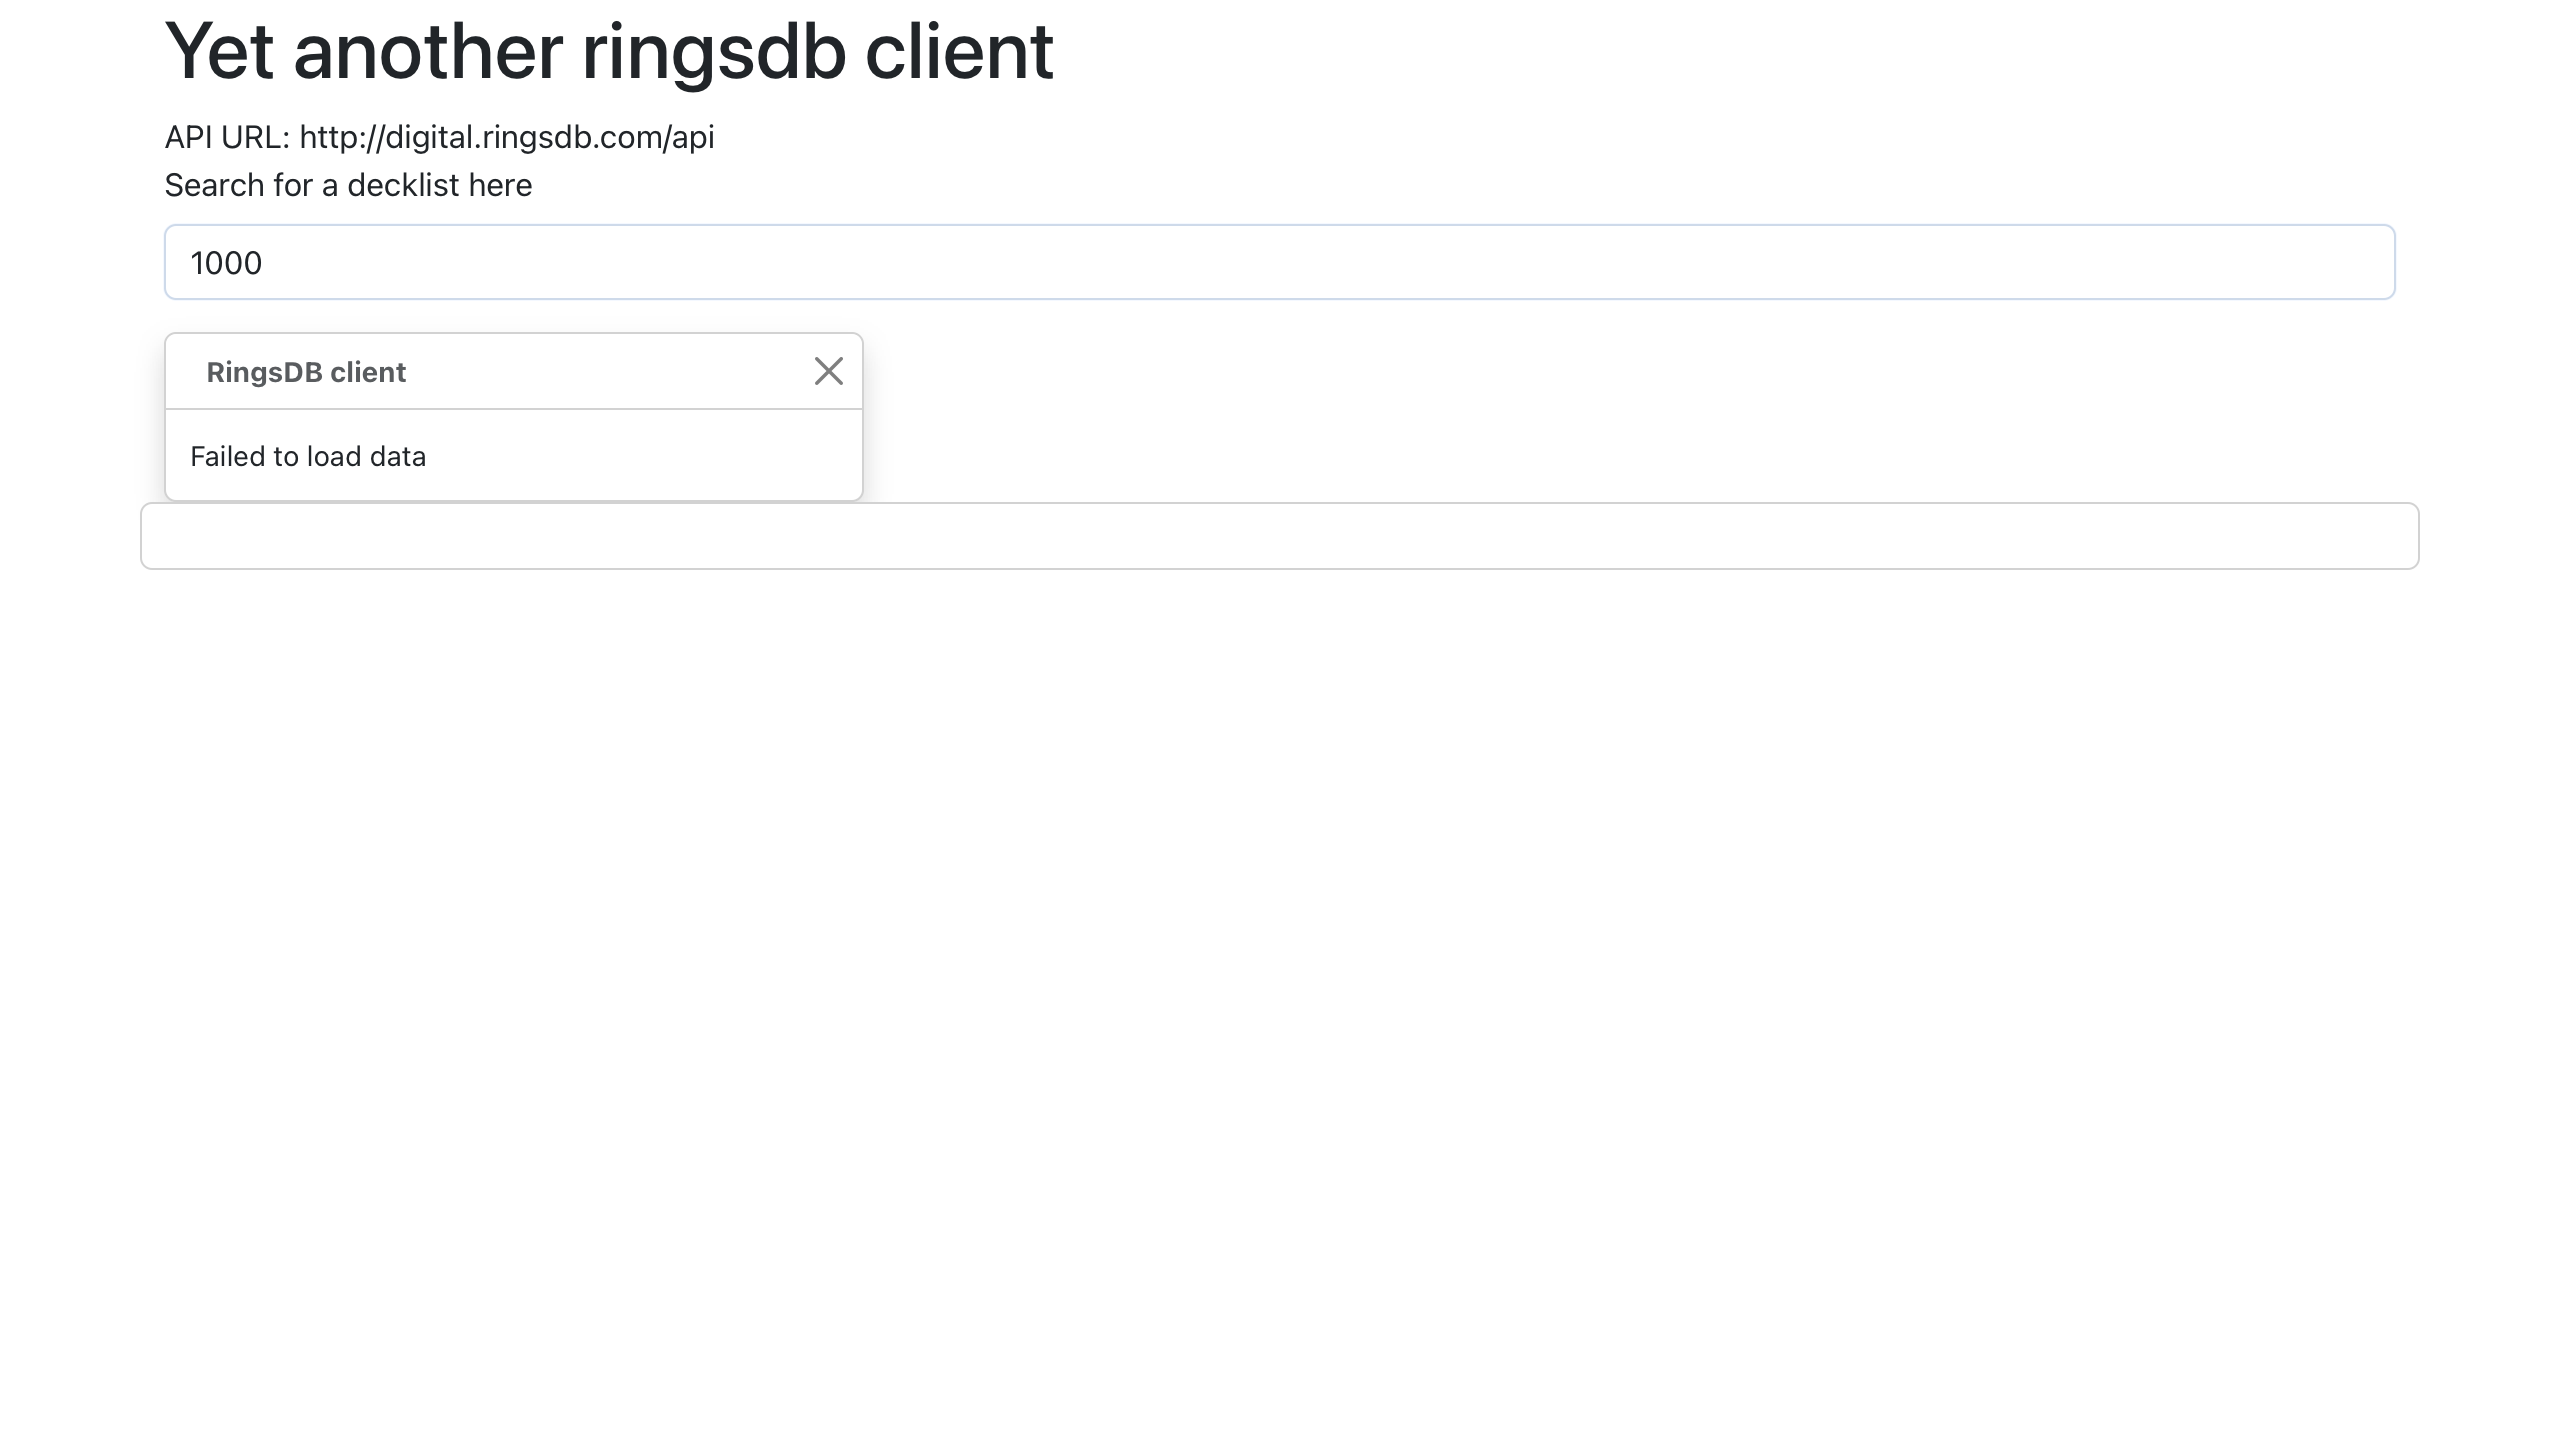 Yet another ringsdb client
API URL: http://digital.ringsdb.com/api
Search for a decklist here
1000
RingsDB client
Failed to load data